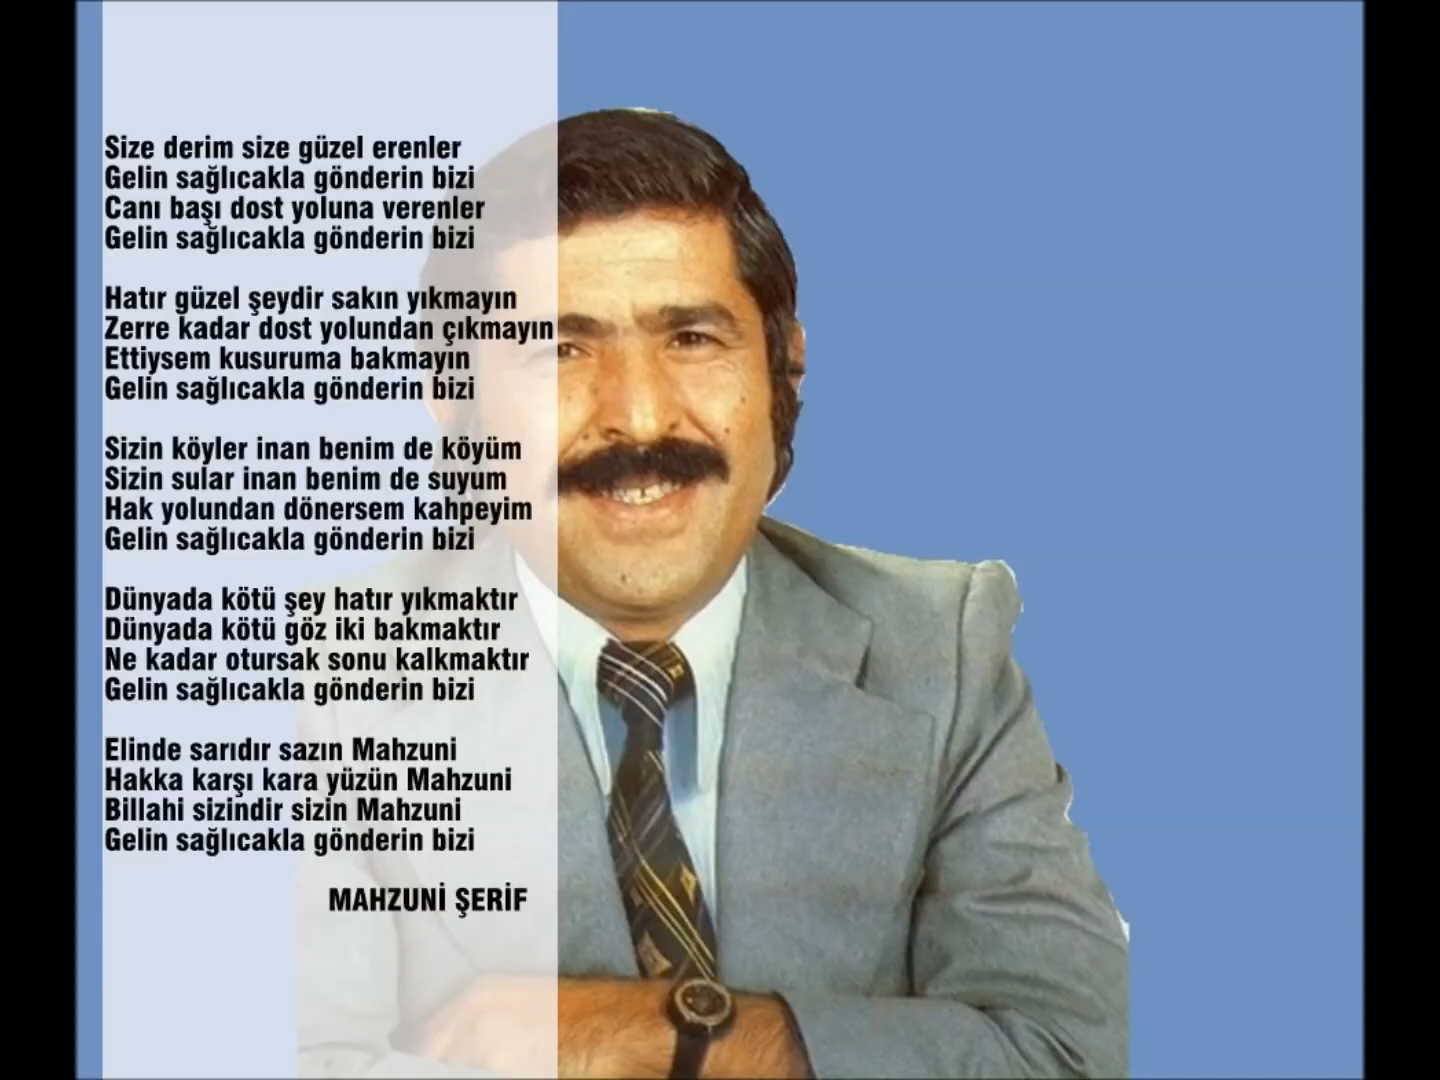 Size derim size güzel erenler
Gelin sağlıcakla gönderin bizi
Canı başı dost yoluna verenler
Gelin sağlıcakla gönderin bizi
Hatır güzel şeydir sakın yıkmayın
Zerre kadar dost yolundan çıkmayın
Ettiysem kusuruma bakmayın
Gelin sağlıcakla gönderin bizi
Sizin köyler inan benim de köyüm
Sizin sular inan benim de suyum
Hak yolundan dönersem kahpeyim
Gelin sağlıcakla gönderin bizi
Dünyada kötü şey hatır yıkmaktır
Dünyada kötü göz iki bakmaktır
Ne kadar otursak sonu kalkmaktır
Gelin sağlıcakla gönderin bizi
Elinde sarıdır sazın Mahzuni
Hakka karşı kara yüzün Mahzuni
Billahi sizindir sizin Mahzuni
Gelin sağlıcakla gönderin bizi
MAHZUNİ ŞERİF